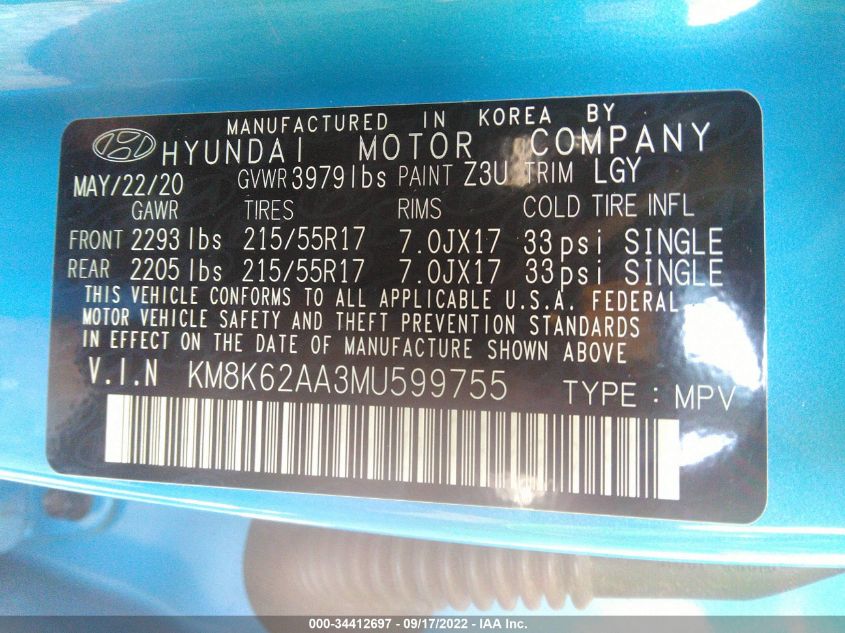 MANUFACTURED IN KOREA BY
HYUNDAI MOTOR COMPANY
MAY/22/20 GVWR 3979lbs PAINT Z3U TRIM LGY
GAWR TIRES RIMS COLD TIRE INFL
FRONT 2293 lbs 215/55R17 7.0JX17 33psi SINGLE
REAR 2205 lbs 215/55R17 7.0JX17 33psi SINGLE
THIS VEHICLE CONFORMS TO ALL APPLICABLE U.S.A. FEDERAL
MOTOR VEHICLE SAFETY AND THEFT PREVENTION STANDARDS
IN EFFECT ON THE DATE OF MANUFACTURE SHOWN ABOVE
V.I.N KM8K62AA3MU599755 TYPE : MPV
000-34412697 - 09/17/2022 - IAA Inc.